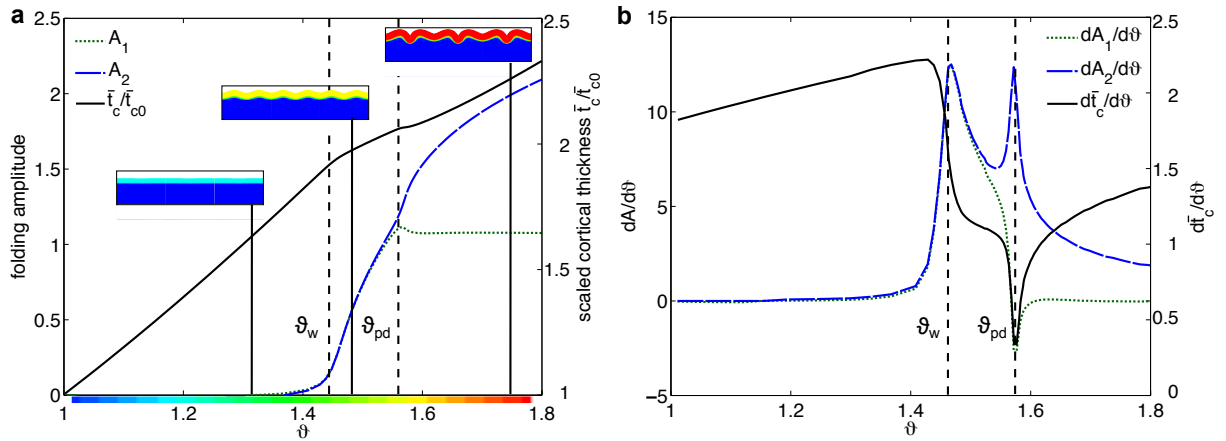 a
2.5
2
1.5
1
0.5
0
folding amplitude
A₁
A₂
t̄c/t̄c0
ϑw
ϑpd
2.5
2
1.5
1
scaled cortical thickness t̄c/t̄c0
1
1.2
1.4
1.6
1.8
ϑ
b
15
10
5
0
−5
dA/dϑ
dA₁/dϑ
dA₂/dϑ
dt̄c/dϑ
ϑw
ϑpd
2.5
2
1.5
1
0.5
0
dt̄c/dϑ
1
1.2
1.4
1.6
1.8
ϑ